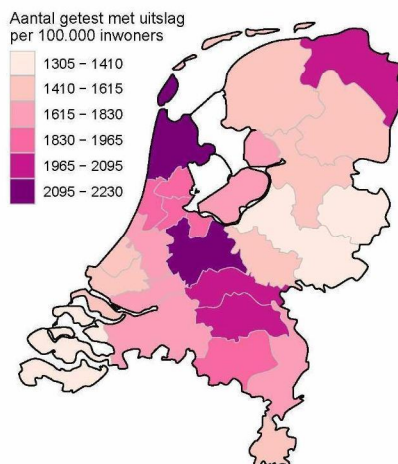 Aantal getest met uitslag
per 100.000 inwoners
1305 – 1410
1410 – 1615
1615 – 1830
1830 – 1965
1965 – 2095
2095 – 2230